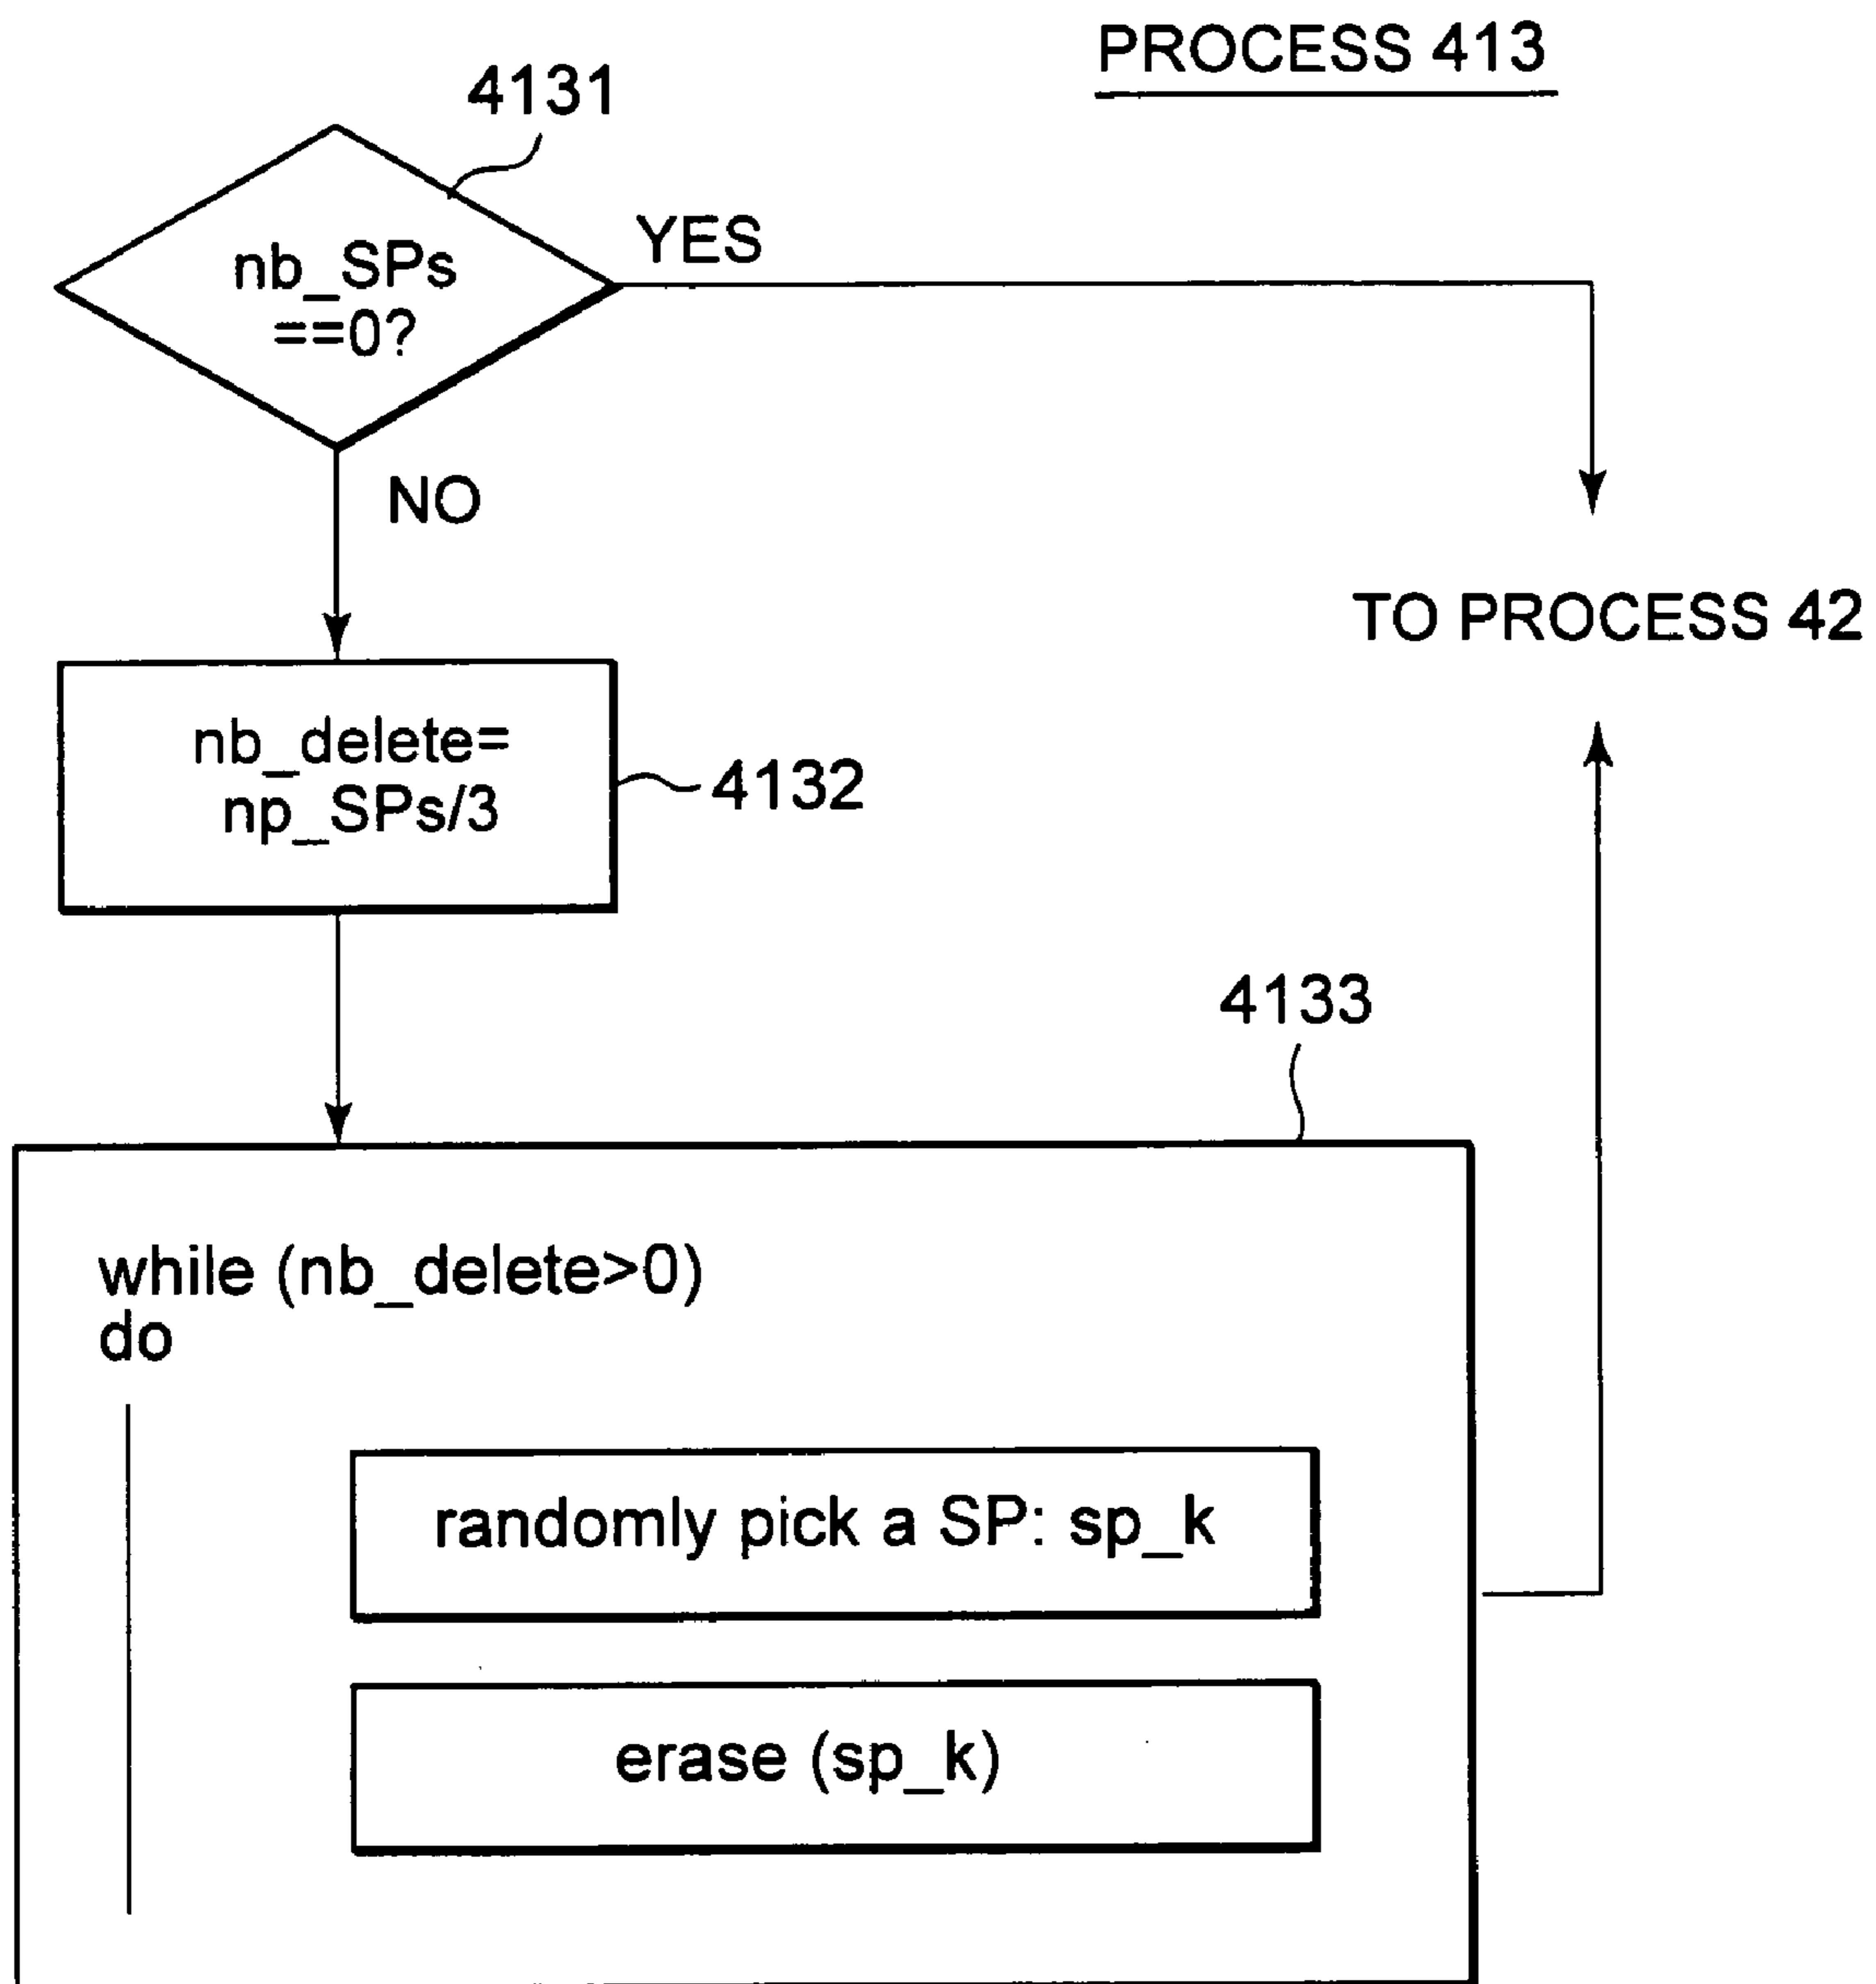 PROCESS 413
4131
nb_SPs
==0?
YES
NO
TO PROCESS 42
nb_delete=
np_SPs/3
4132
4133
while (nb_delete>0)
do
randomly pick a SP: sp_k
erase (sp_k)